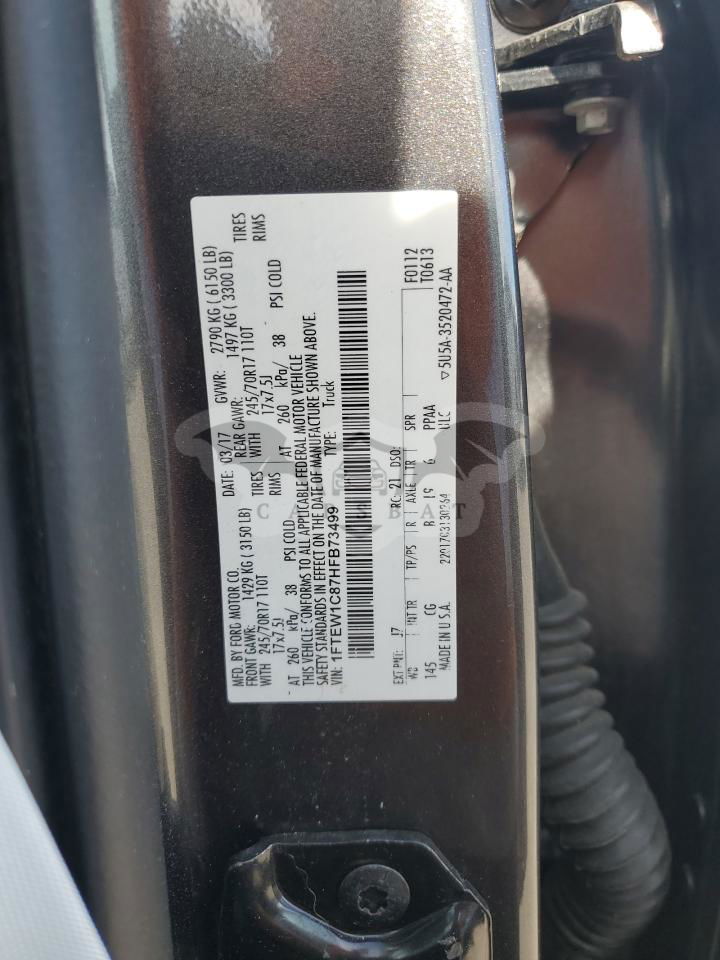 MFD. BY FORD MOTOR CO. DATE: 03/17 GVWR: 2790 KG ( 6150 LB)
FRONT GAWR: 1429 KG ( 3150 LB) REAR GAWR: 1497 KG ( 3300 LB)
WITH 245/70R17 110T TIRES WITH 245/70R17 110T TIRES
17x7.5J RIMS 17x7.5J RIMS
AT 260 kPa/ 38 PSI COLD AT 260 kPa/ 38 PSI COLD
THIS VEHICLE CONFORMS TO ALL APPLICABLE FEDERAL MOTOR VEHICLE
SAFETY STANDARDS IN EFFECT ON THE DATE OF MANUFACTURE SHOWN ABOVE.
VIN: 1FTEW1C87HFB73499 TYPE: Truck
EXT PNT: J7 RC: 21 DSO: F0112
WB INT TR TP/PS R AXLE TR SPR T0613
145 CG B 19 6 PPAA
MADE IN U.S.A. ULC ▽5U5A-3520472-AA
CARSBAT